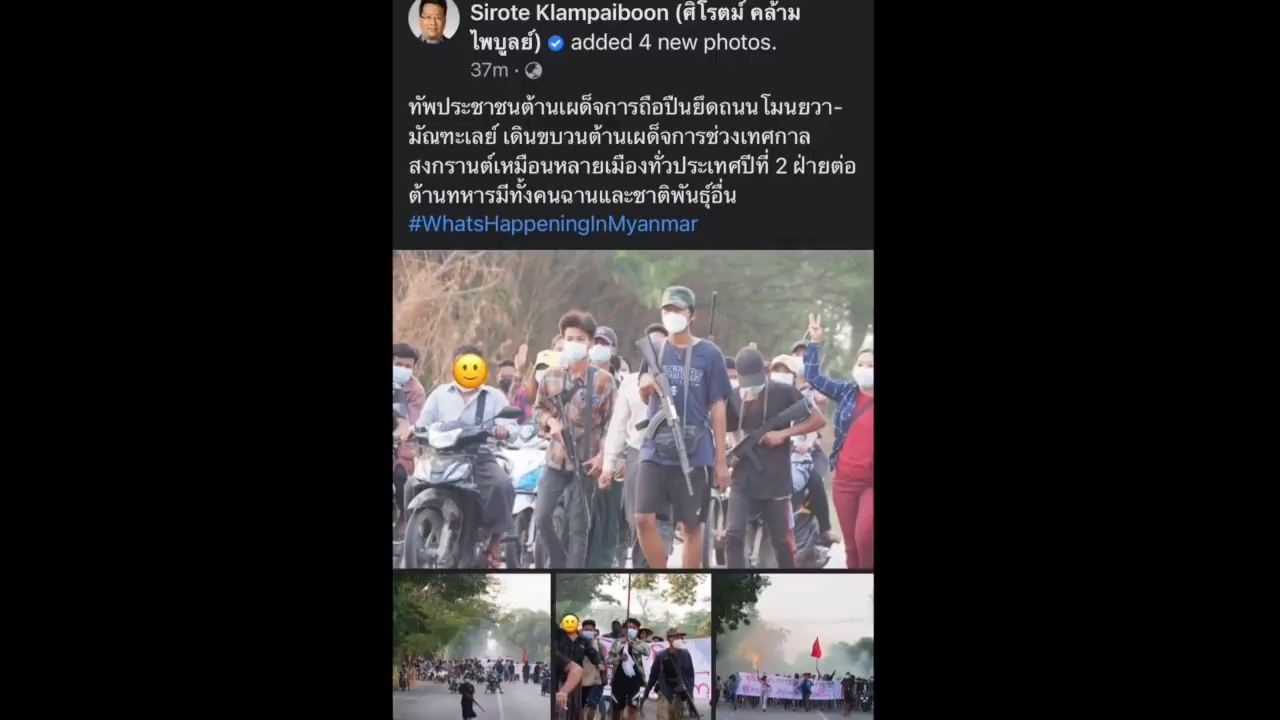 Sirote Klampaiboon (ศิโรตม์ คล้าม
ไพบูลย์) added 4 new photos.
37m ·
ทัพประชาชนต้านเผด็จการถือปืนยึดถนน โมนยวา-
มัณฑะเลย์ เดินขบวนต้านเผด็จการช่วงเทศกาล
สงกรานต์เหมือนหลายเมืองทั่วประเทศปีที่ 2 ฝ่ายต่อ
ต้านทหารมีทั้งคนฉานและชาติพันธุ์อื่น
#WhatsHappeningInMyanmar